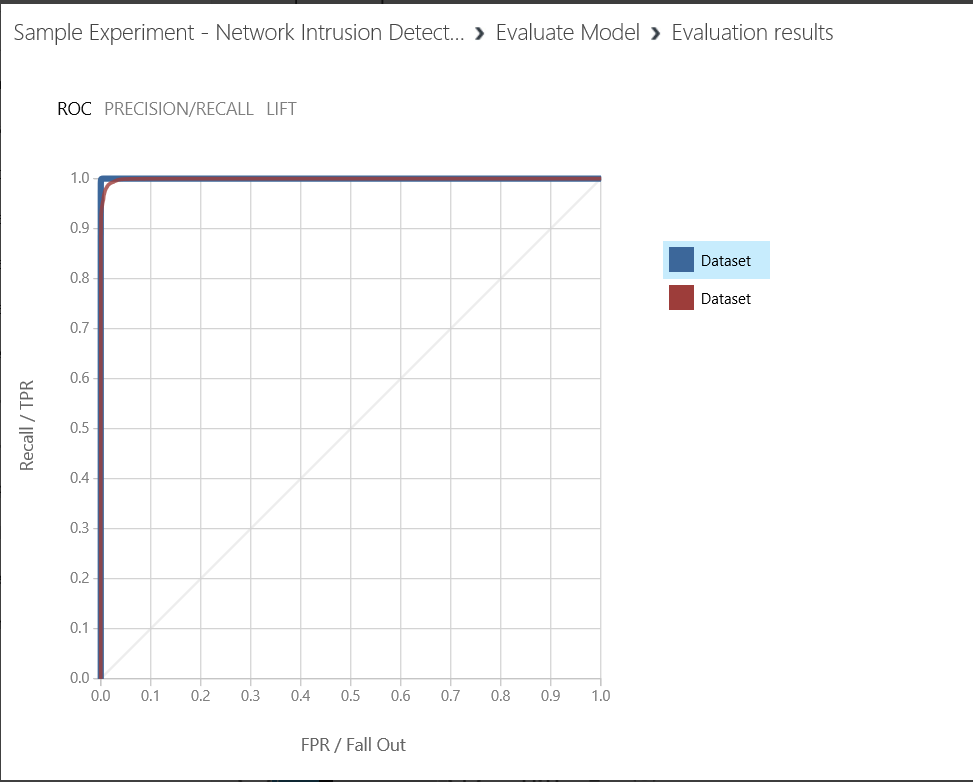 Sample Experiment - Network Intrusion Detect... ❯ Evaluate Model ❯ Evaluation results
ROC PRECISION/RECALL LIFT
1.0
0.9
0.8
0.7
0.6
0.5
0.4
0.3
0.2
0.1
0.0
Recall / TPR
0.0 0.1 0.2 0.3 0.4 0.5 0.6 0.7 0.8 0.9 1.0
FPR / Fall Out
Dataset
Dataset